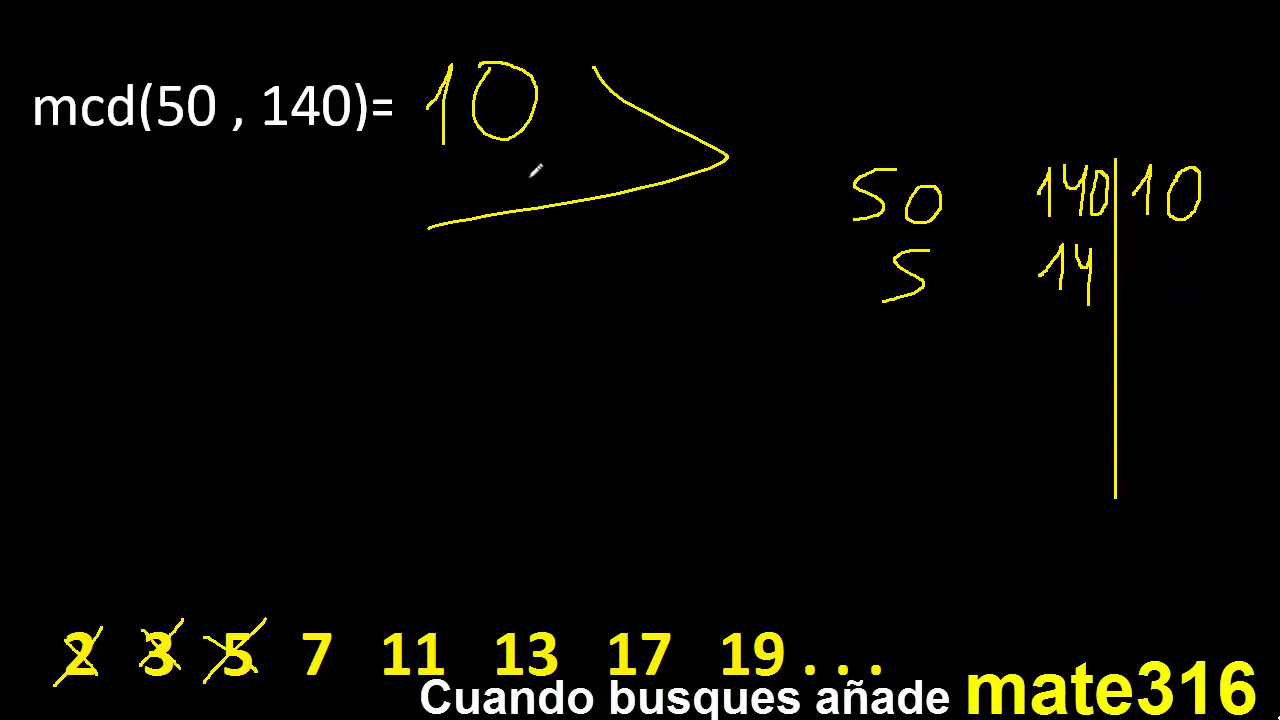 mcd(50 , 140)= 10
50 140 10
5 14
2 3 5 7 11 13 17 19 . . .
Cuando busques añade mate316